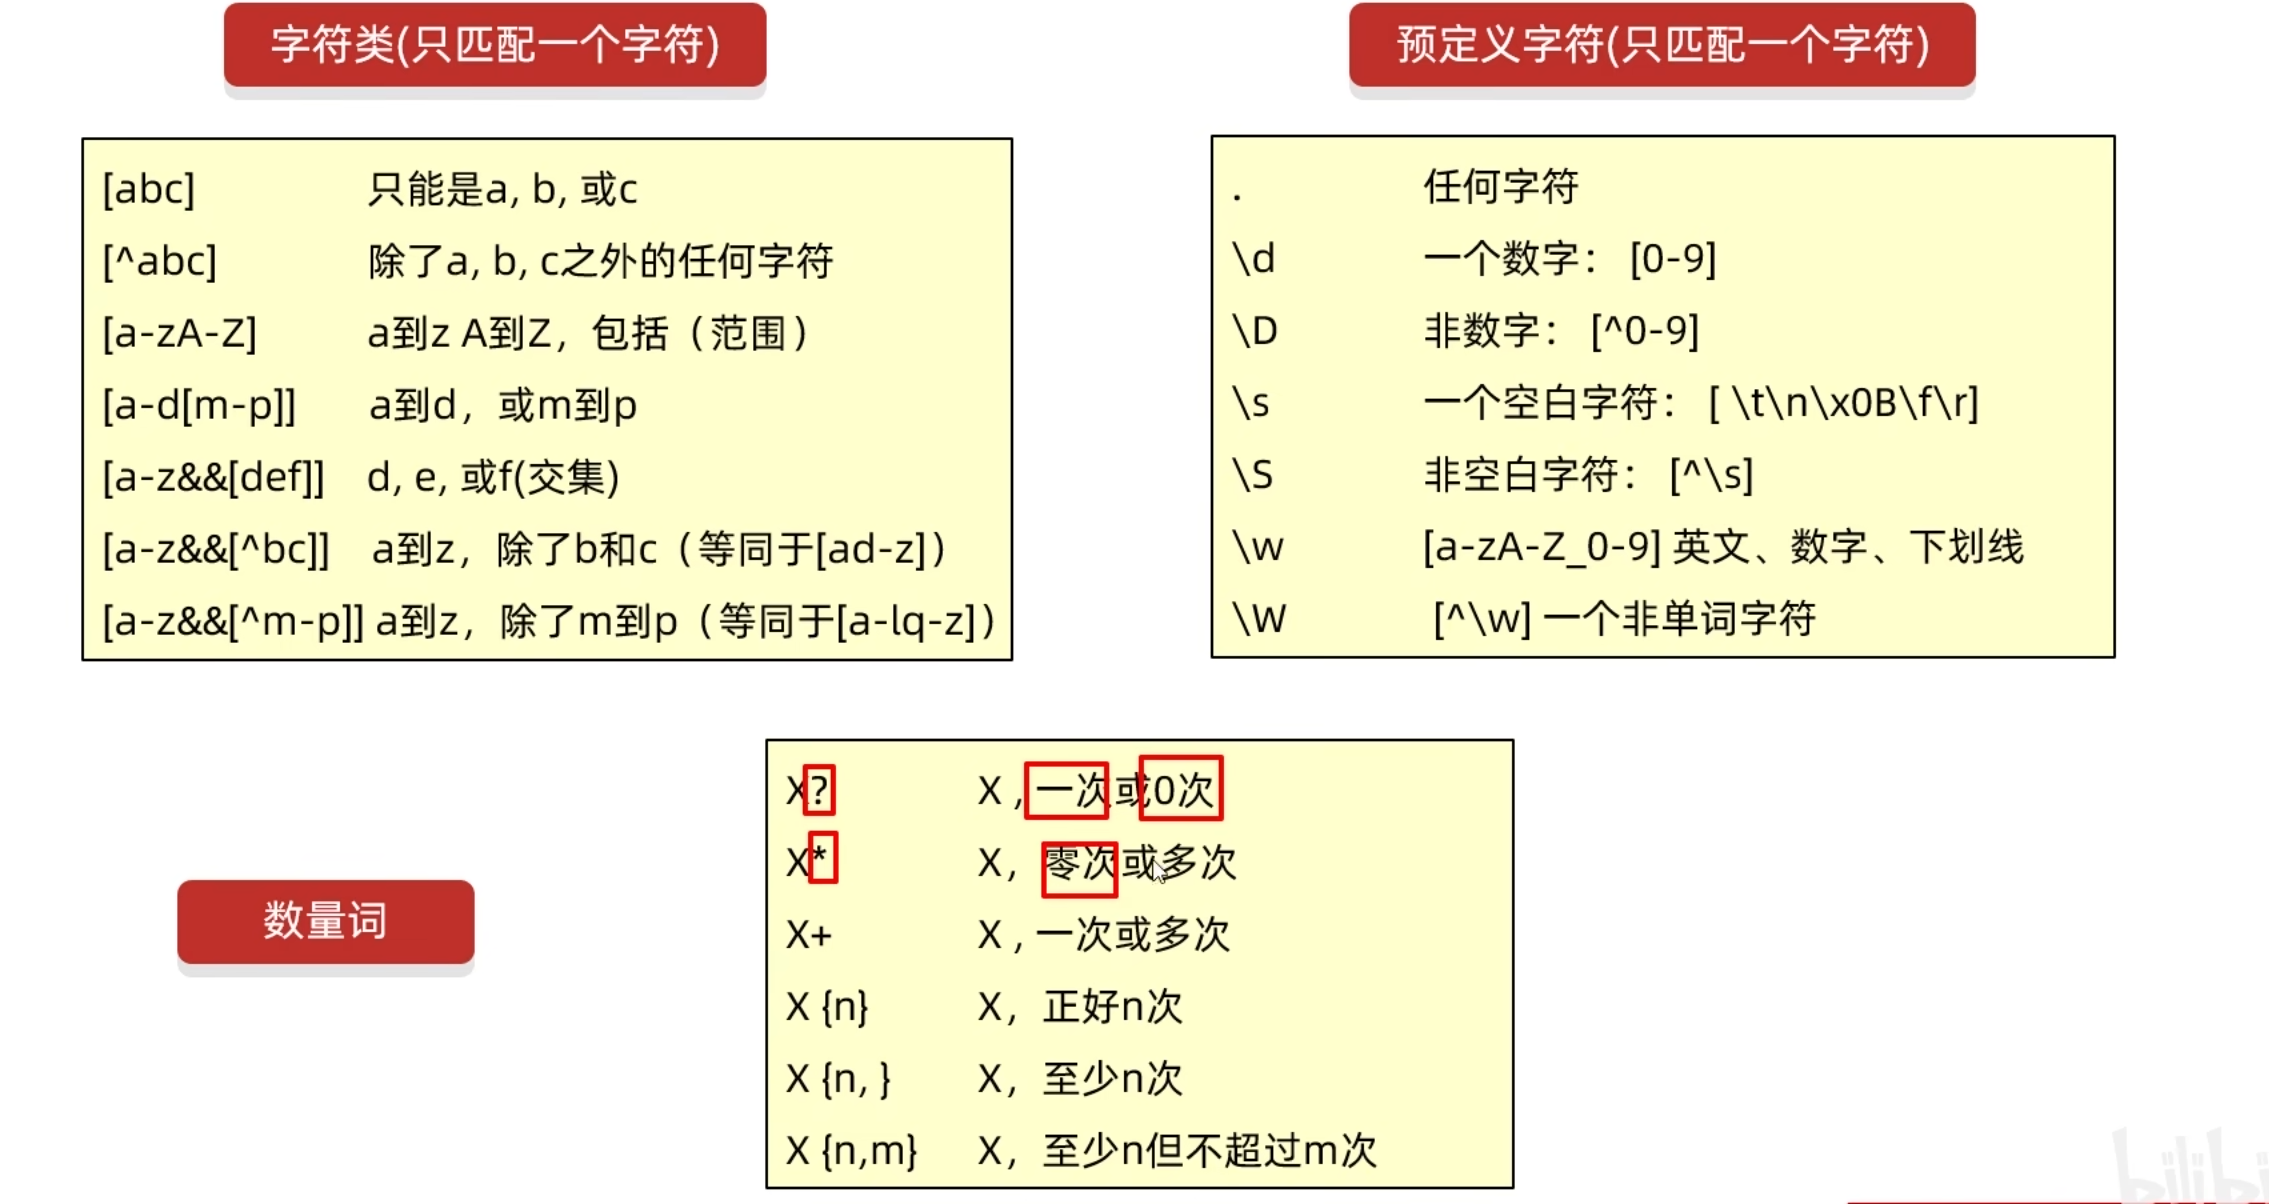 字符类(只匹配一个字符)
[abc] 只能是a, b, 或c
[^abc] 除了a, b, c之外的任何字符
[a-zA-Z] a到z A到Z，包括（范围）
[a-d[m-p]] a到d，或m到p
[a-z&&[def]] d, e, 或f(交集)
[a-z&&[^bc]] a到z，除了b和c（等同于[ad-z]）
[a-z&&[^m-p]] a到z，除了m到p（等同于[a-lq-z]）
预定义字符(只匹配一个字符)
. 任何字符
\d 一个数字： [0-9]
\D 非数字： [^0-9]
\s 一个空白字符： [ \t\n\x0B\f\r]
\S 非空白字符： [^\s]
\w [a-zA-Z_0-9] 英文、数字、下划线
\W [^\w] 一个非单词字符
数量词
X? X , 一次或0次
X* X，零次或多次
X+ X , 一次或多次
X {n} X，正好n次
X {n, } X，至少n次
X {n,m} X，至少n但不超过m次
bilibili